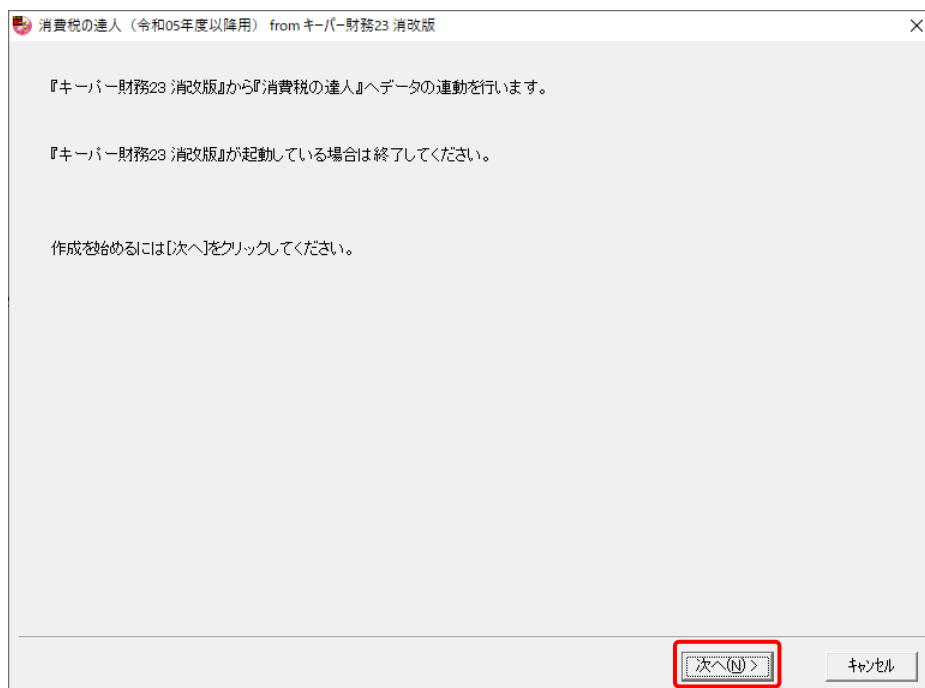 消費税の達人（令和05年度以降用） from キーパー財務23 消改版
『キーパー財務23 消改版』から『消費税の達人』へデータの連動を行います。
『キーパー財務23 消改版』が起動している場合は終了してください。
作成を始めるには[次へ]をクリックしてください。
次へ(N) >
キャンセル